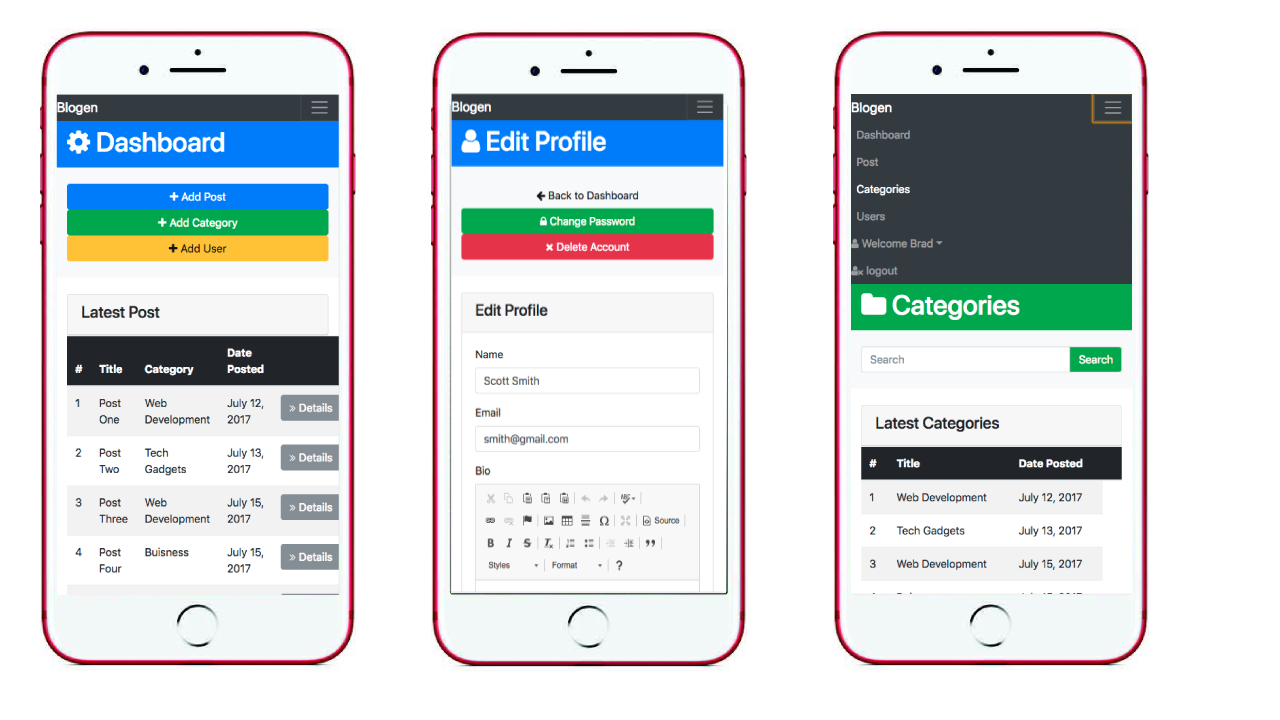 Blogen
Dashboard
+ Add Post
+ Add Category
+ Add User
Latest Post
# Title Category Date Posted
1 Post One Web Development July 12, 2017 » Details
2 Post Two Tech Gadgets July 13, 2017 » Details
3 Post Three Web Development July 15, 2017 » Details
4 Post Four Buisness July 15, 2017 » Details
Blogen
Edit Profile
Back to Dashboard
Change Password
Delete Account
Edit Profile
Name
Scott Smith
Email
smith@gmail.com
Bio
Source
B I S Tx
Styles Format ?
Blogen
Dashboard
Post
Categories
Users
Welcome Brad
logout
Categories
Search Search
Latest Categories
# Title Date Posted
1 Web Development July 12, 2017
2 Tech Gadgets July 13, 2017
3 Web Development July 15, 2017